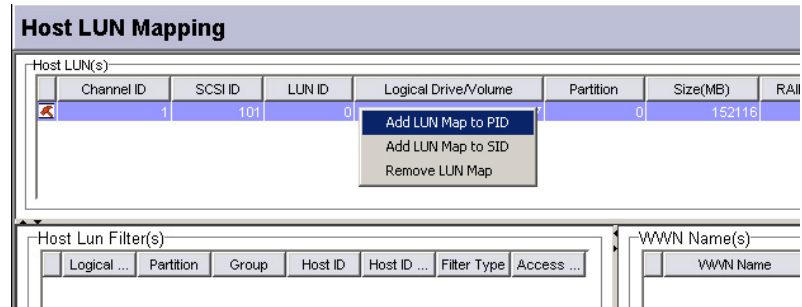 Host LUN Mapping
Host LUN(s)
Channel ID SCSI ID LUN ID Logical Drive/Volume Partition Size(MB)
1 101 0 0 152116
Add LUN Map to PID
Add LUN Map to SID
Remove LUN Map
Host Lun Filter(s) WWN Name(s)
Logical ... Partition Group Host ID Host ID ... Filter Type Access ... WWN Name